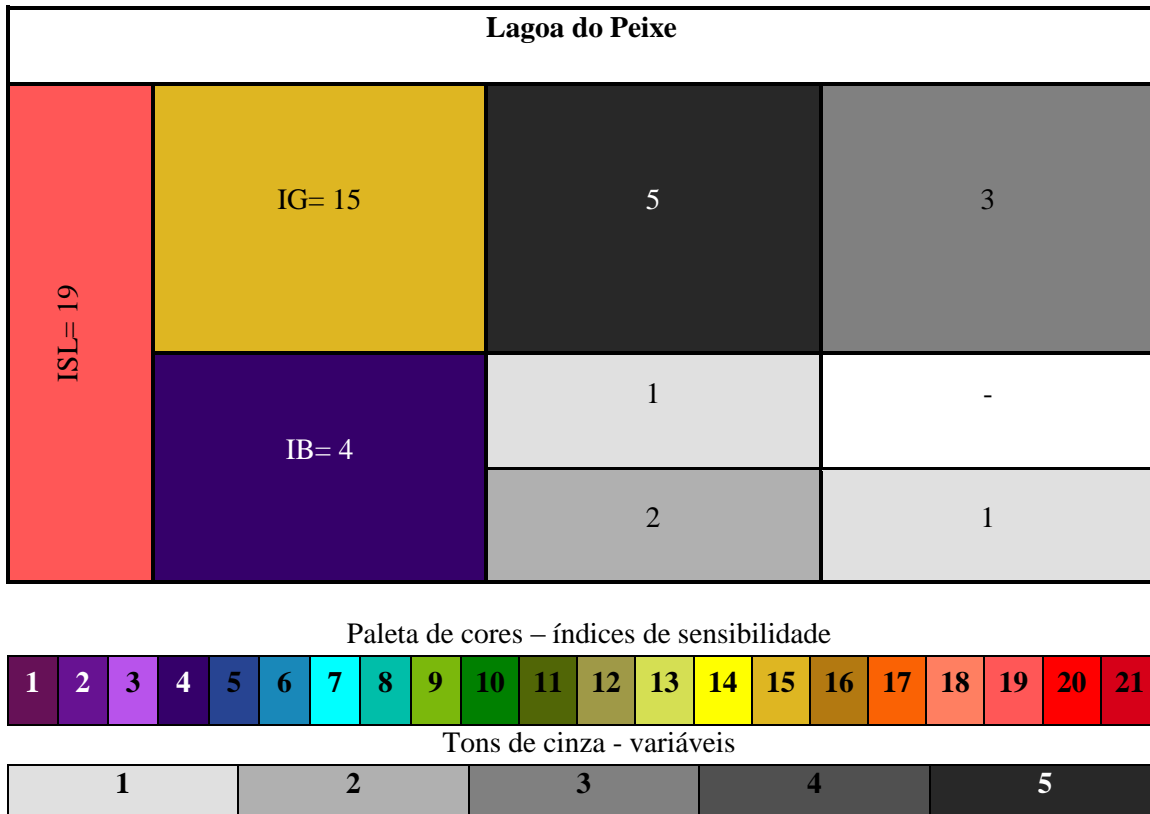 Lagoa do Peixe
ISL= 19
IG= 15 5 3
IB= 4
1 -
2 1
Paleta de cores – índices de sensibilidade
1 2 3 4 5 6 7 8 9 10 11 12 13 14 15 16 17 18 19 20 21
Tons de cinza - variáveis
1 2 3 4 5